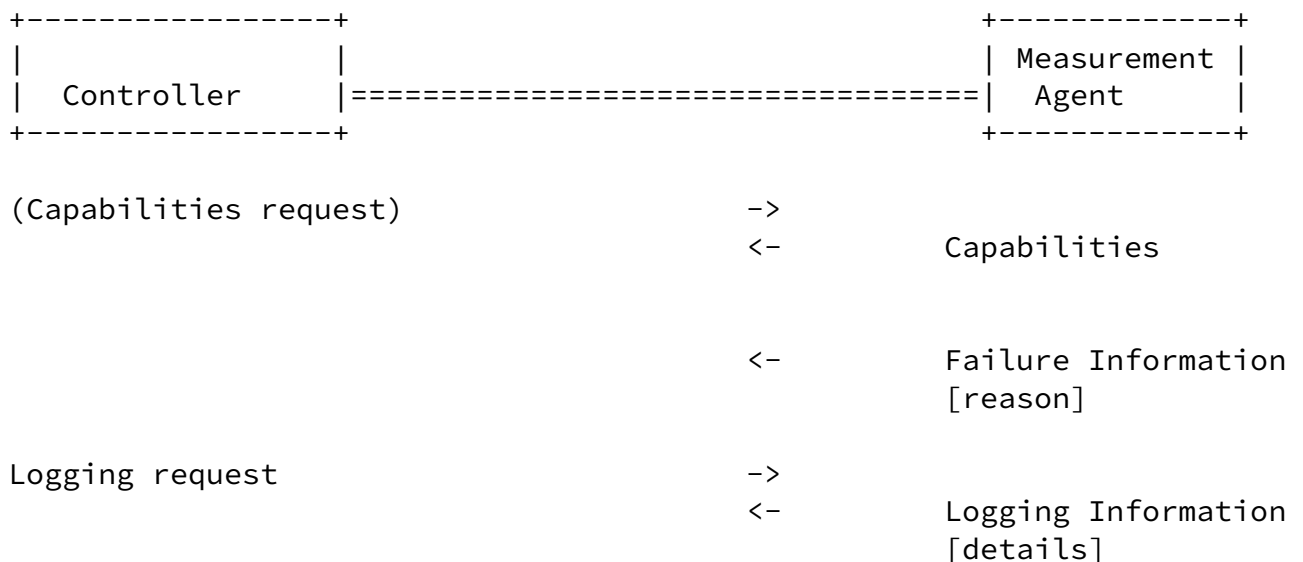 +-----------------+                                   +-------------+
|                 |                                   | Measurement |
|  Controller     |===================================|  Agent      |
+-----------------+                                   +-------------+
(Capabilities request)                   ->
                                         <-         Capabilities
                                         <-         Failure Information
                                                    [reason]
Logging request                          ->
                                         <-         Logging Information
                                                    [details]